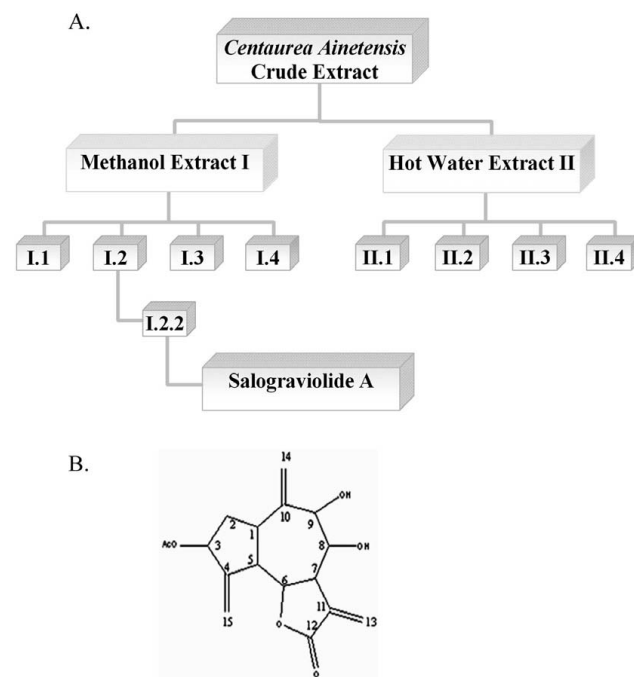 A.
Centaurea Ainetensis
Crude Extract
Methanol Extract I
Hot Water Extract II
I.1
I.2
I.3
I.4
II.1
II.2
II.3
II.4
I.2.2
Salograviolide A
B.
14
OH
10
9
2
1
8
OH
AcO
3
5
7
4
6
11
15
O
12
13
O